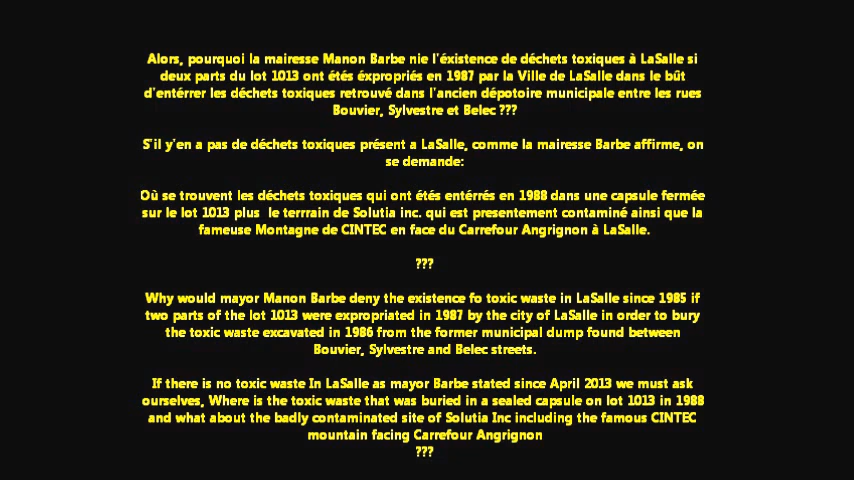 Alors, pourquoi la mairesse Manon Barbe nie l'éxistence de déchets toxiques à LaSalle si
deux parts du lot 1013 ont étés éxpropriés en 1987 par la Ville de LaSalle dans le bût
d'entérrer les déchets toxiques retrouvé dans l'ancien dépotoire municipale entre les rues
Bouvier, Sylvestre et Belec ???
S'il y'en a pas de déchets toxiques présent a LaSalle, comme la mairesse Barbe affirme, on
se demande:
Où se trouvent les déchets toxiques qui ont étés entérrés en 1988 dans une capsule fermée
sur le lot 1013 plus le terrrain de Solutia inc. qui est presentement contaminé ainsi que la
fameuse Montagne de CINTEC en face du Carrefour Angrignon à LaSalle.
???
Why would mayor Manon Barbe deny the existence fo toxic waste in LaSalle since 1985 if
two parts of the lot 1013 were expropriated in 1987 by the city of LaSalle in order to bury
the toxic waste excavated in 1986 from the former municipal dump found between
Bouvier, Sylvestre and Belec streets.
If there is no toxic waste In LaSalle as mayor Barbe stated since April 2013 we must ask
ourselves, Where is the toxic waste that was buried in a sealed capsule on lot 1013 in 1988
and what about the badly contaminated site of Solutia Inc including the famous CINTEC
mountain facing Carrefour Angrignon
???